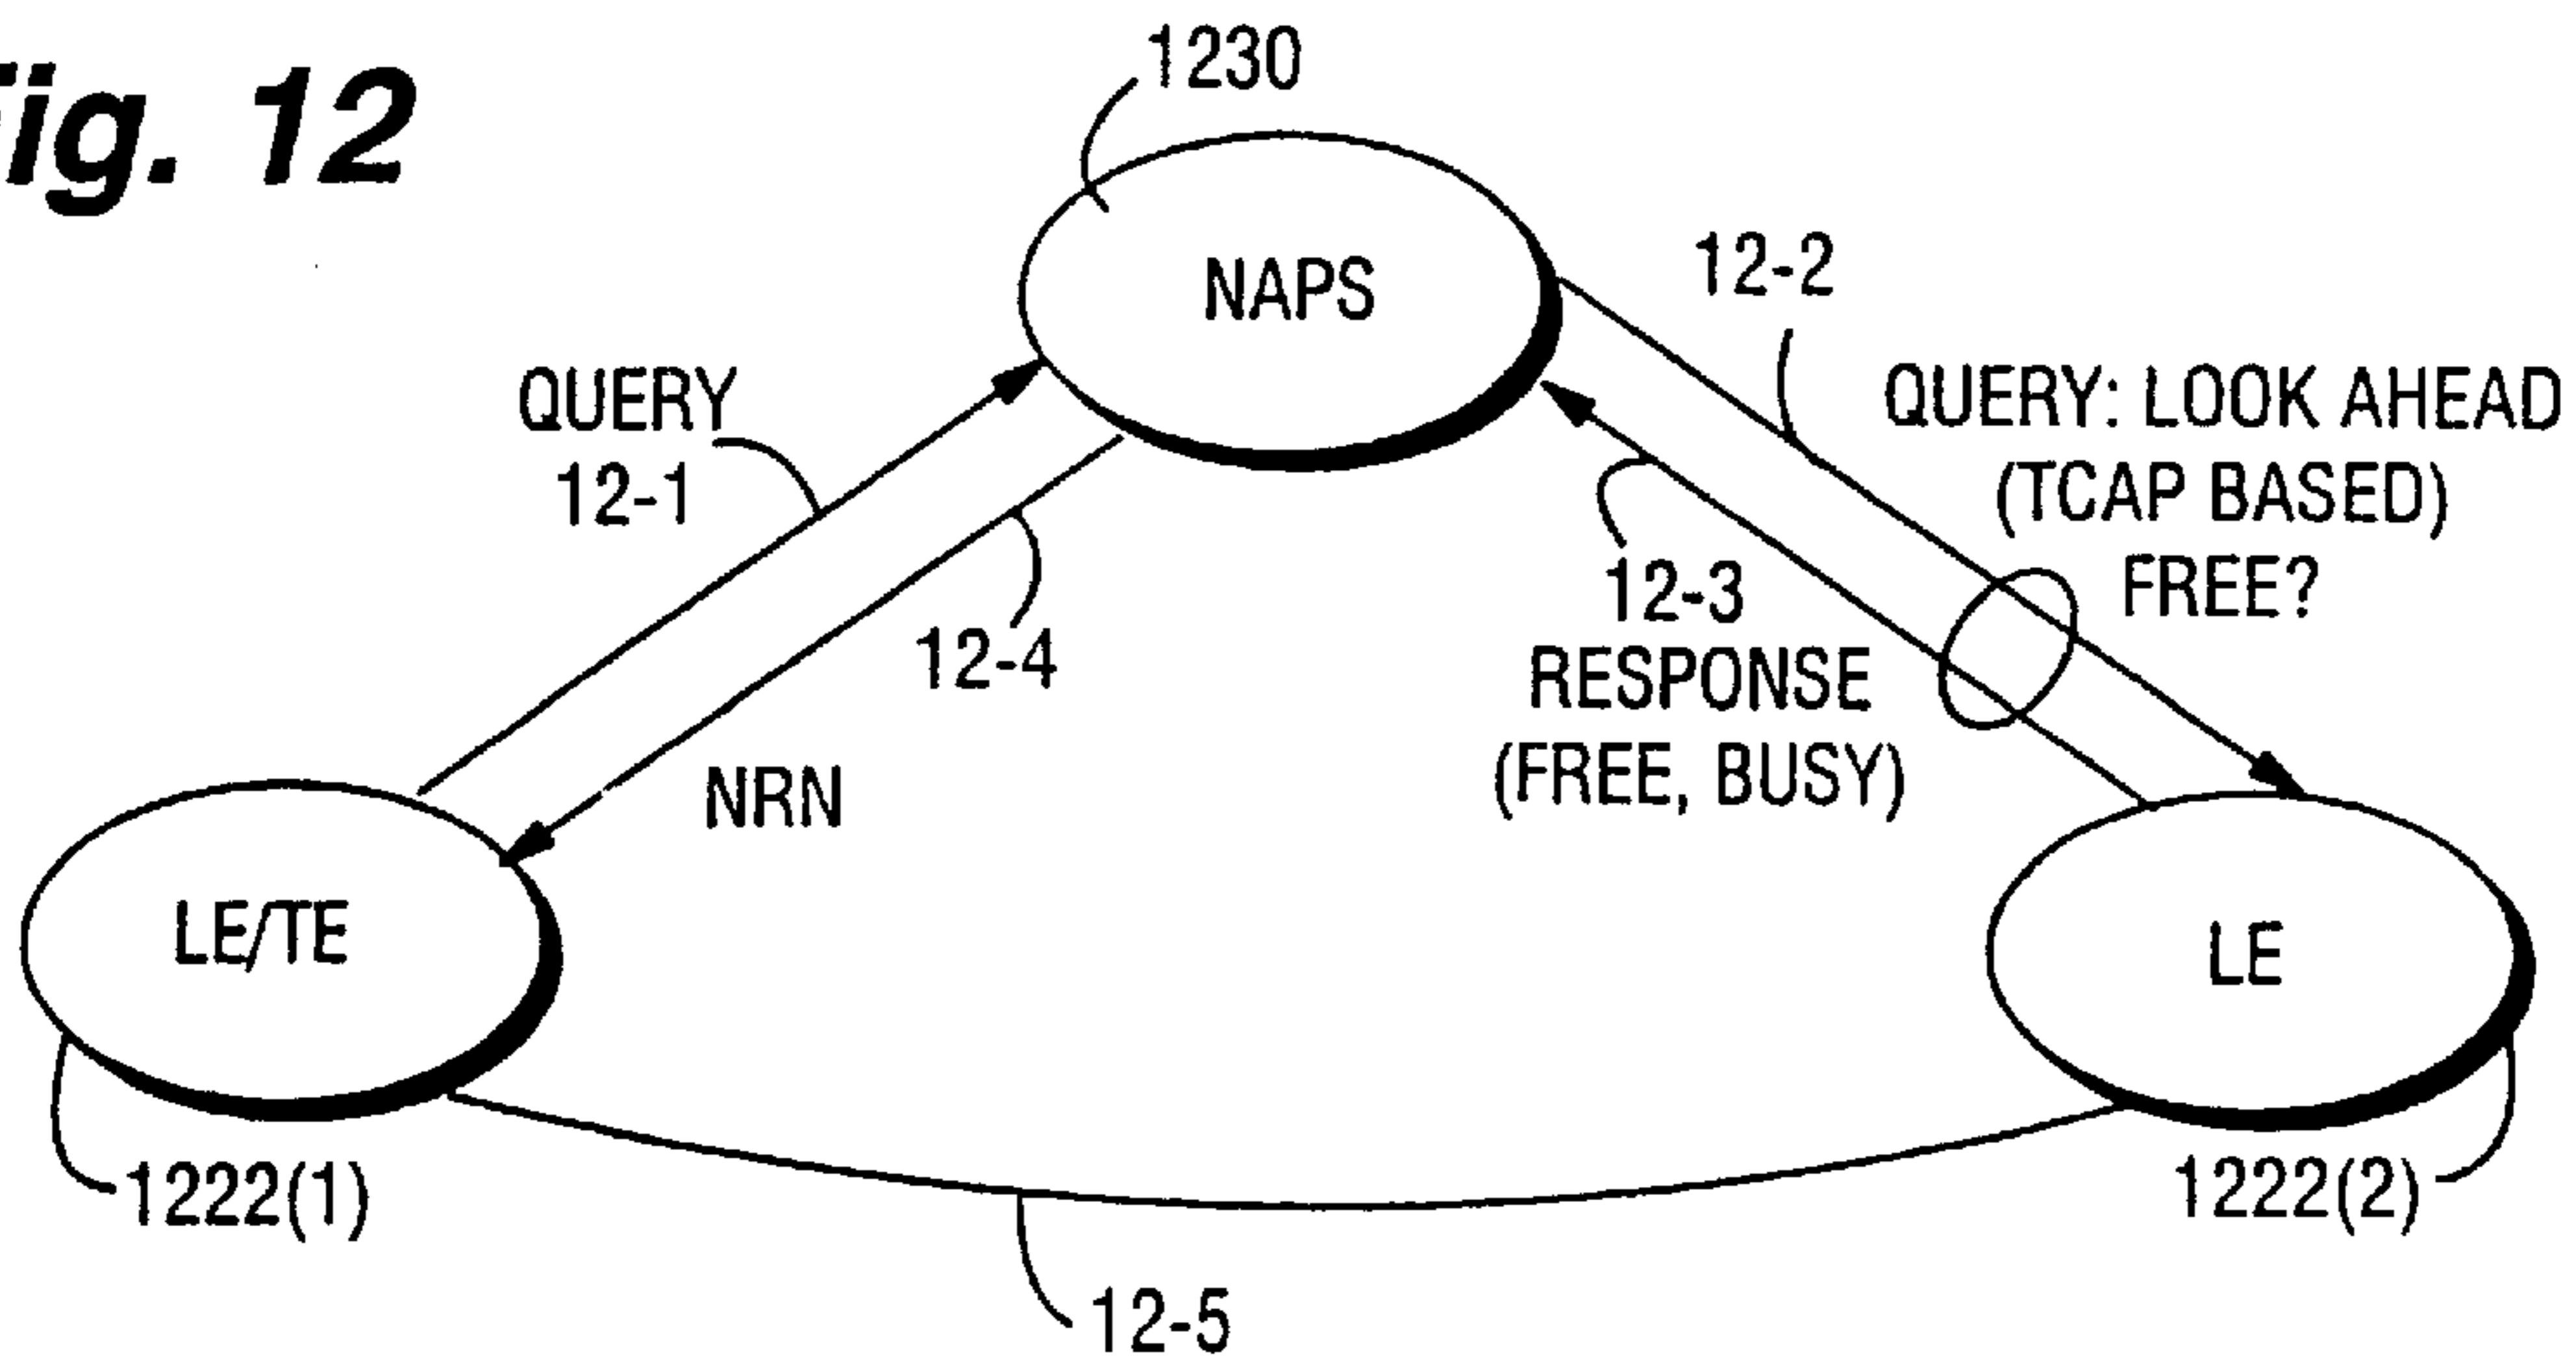 Fig. 12
1230
NAPS
12-2
QUERY
12-1
QUERY: LOOK AHEAD
(TCAP BASED)
FREE?
12-3
RESPONSE
(FREE, BUSY)
12-4
NRN
LE/TE
LE
1222(1)
1222(2)
12-5